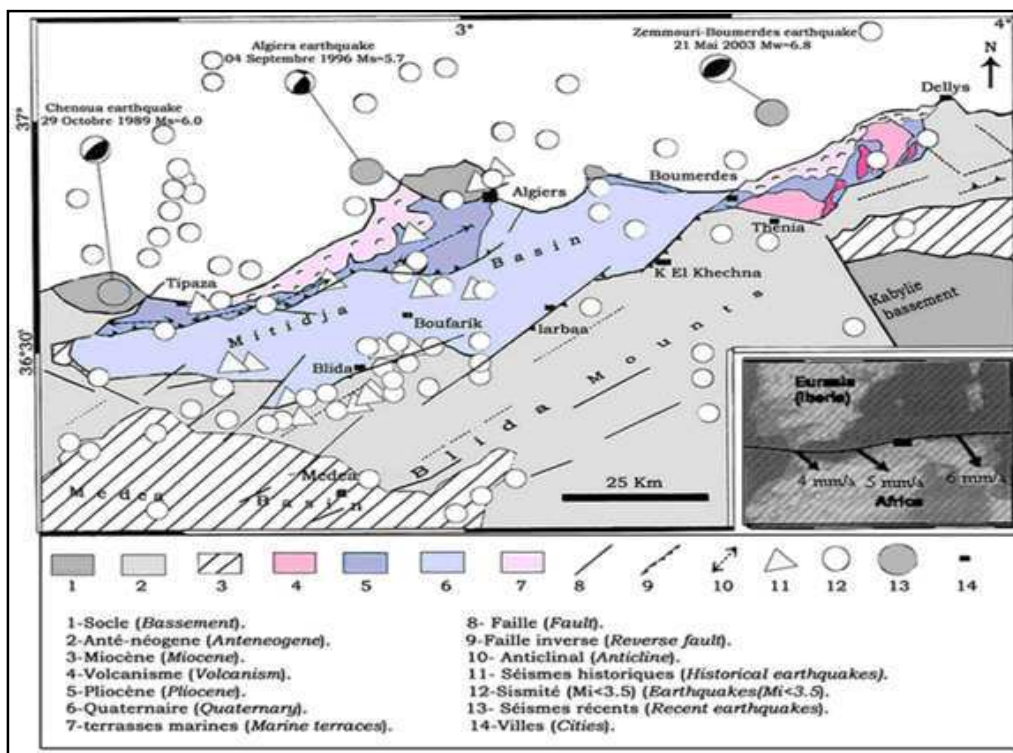 3°
4°
Algiera earthquake
04 Septembre 1996 Ms=5.7
Zemmouri-Boumerdes earthquake
21 Mai 2003 Mw=6.8
N
Dellys
Chenoua earthquake
29 Octobre 1989 Ms=6.0
37°
Algiers
Boumerdes
Thenia
Tipaza
Mitidja Basin
K El Khechna
Kabylie
bassement
Boufarik
Iarbaa
36°30
Blida
Blida Mounts
Eurasia
(Iberia)
Medea
Medea Basin
25 Km
4 mm/a
5 mm/a
6 mm/a
Africa
1 2 3 4 5 6 7 8 9 10 11 12 13 14
1-Socle (Bassement).
2-Anté-néogene (Anteneogene).
3-Miocène (Miocene).
4-Volcanisme (Volcanism).
5-Pliocène (Pliocene).
6-Quaternaire (Quaternary).
7-terrasses marines (Marine terraces).
8- Faille (Fault).
9-Faille inverse (Reverse fault).
10- Anticlinal (Anticline).
11- Séismes historiques (Historical earthquakes).
12-Sismité (Mi<3.5) (Earthquakes(Mi<3.5).
13- Séismes récents (Recent earthquakes).
14-Villes (Cities).